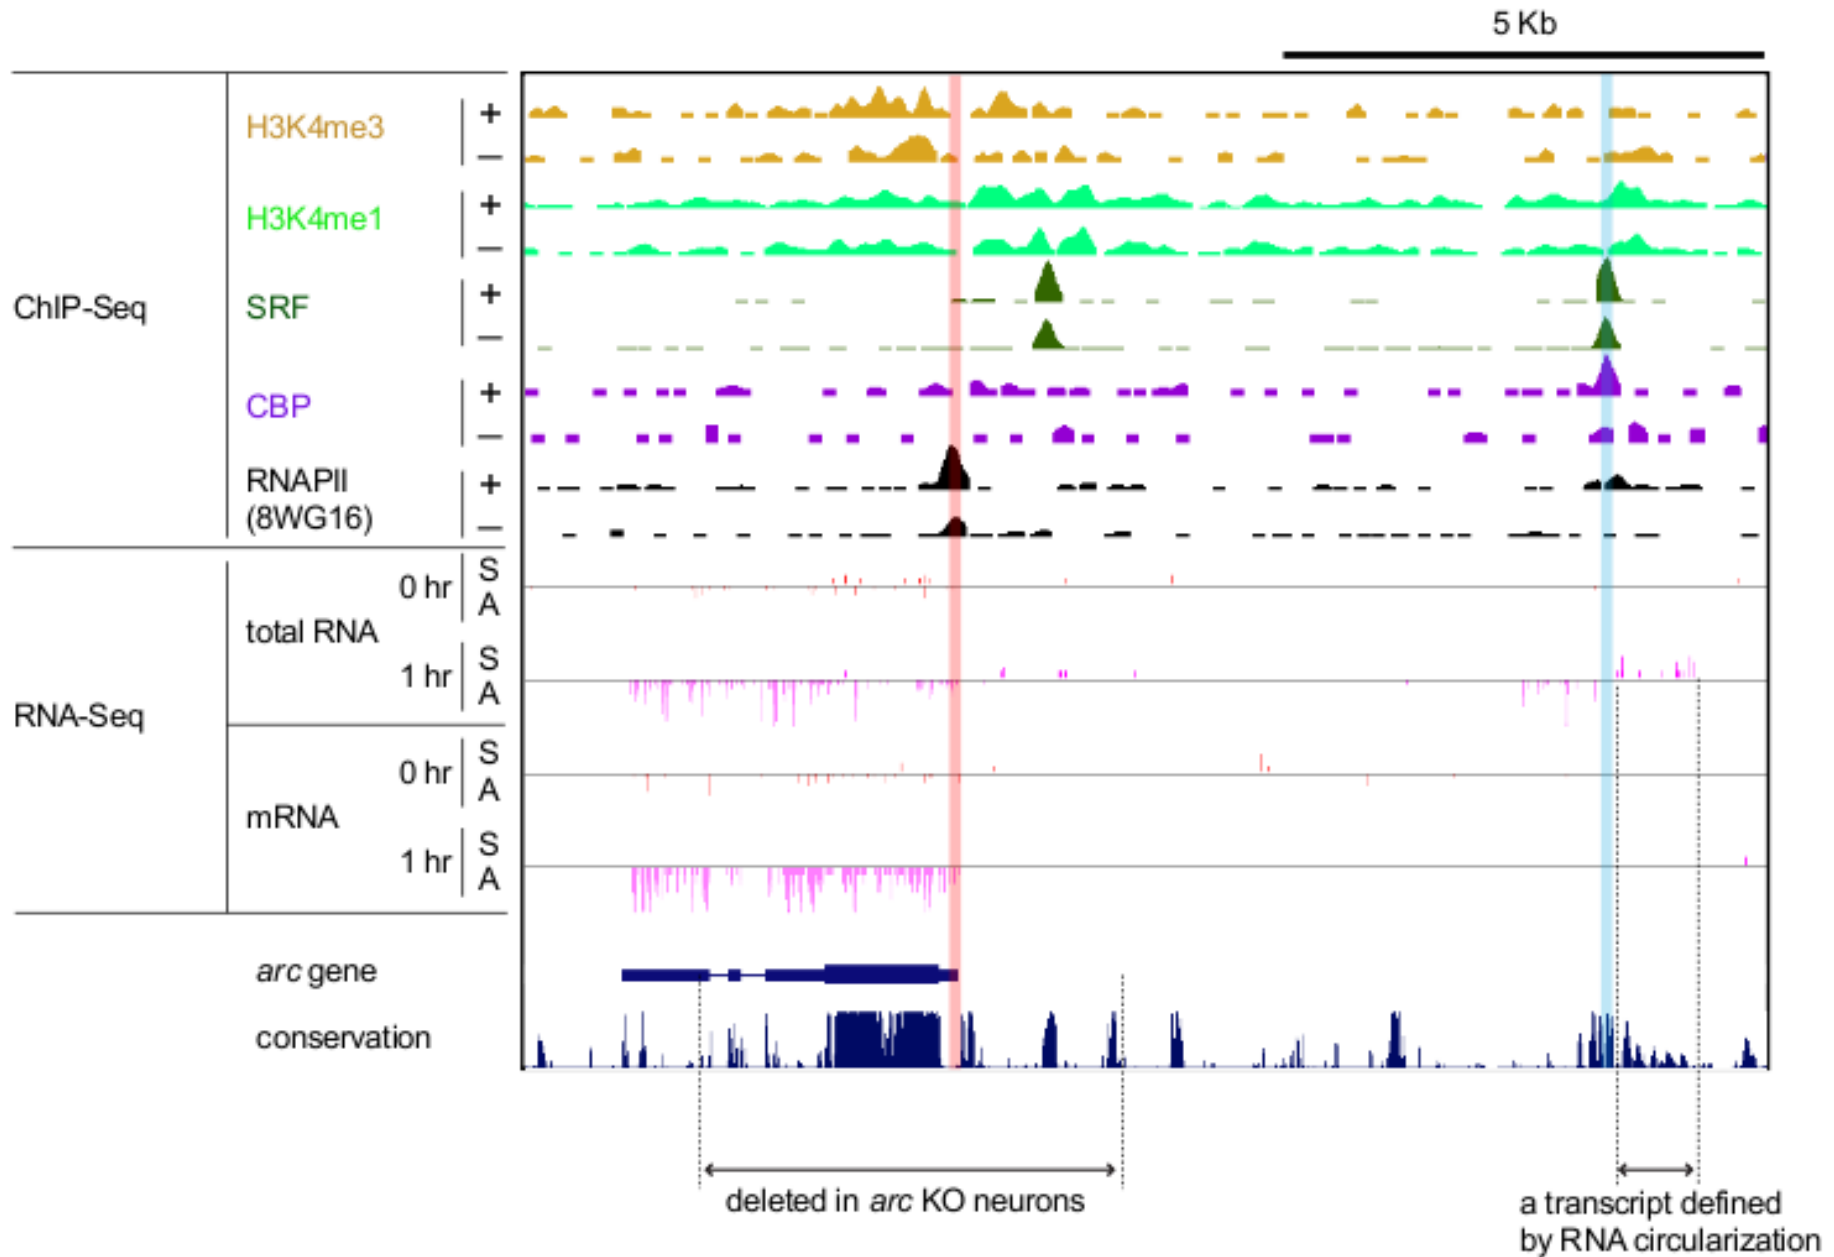 5 Kb
ChIP-Seq
H3K4me3
+
–
H3K4me1
+
–
SRF
+
–
CBP
+
–
RNAPII
(8WG16)
+
–
RNA-Seq
total RNA
0 hr
S
A
1 hr
S
A
mRNA
0 hr
S
A
1 hr
S
A
arc gene
conservation
deleted in arc KO neurons
a transcript defined
by RNA circularization